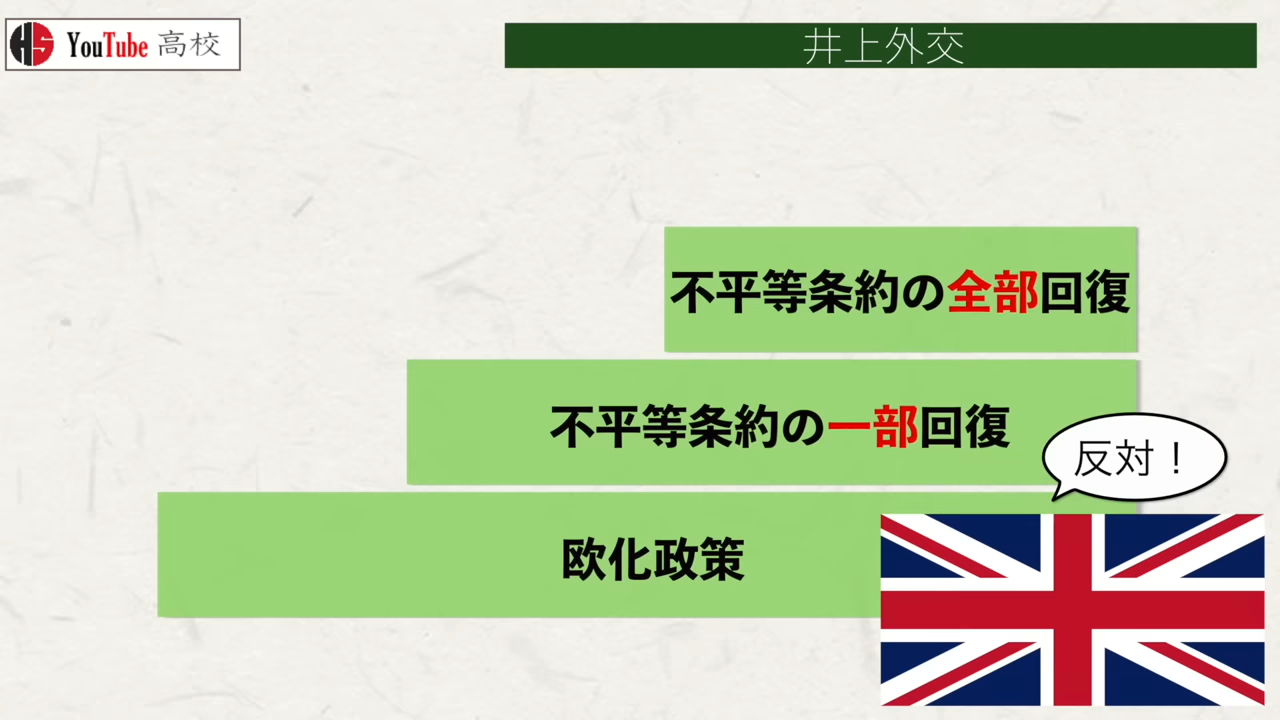 HS YouTube 高校
井上外交
不平等条約の全部回復
不平等条約の一部回復
反対！
欧化政策